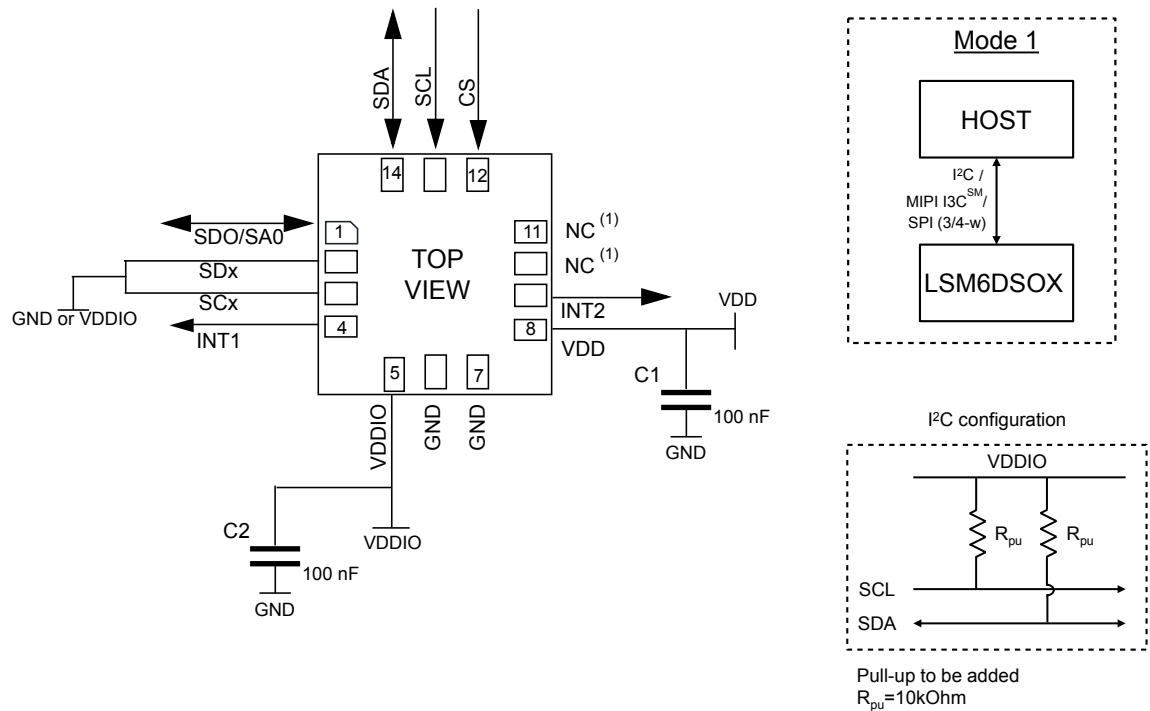 SDA
SCL
CS
14
12
SDO/SA0
1
TOP
VIEW
11
NC (1)
NC (1)
SDx
SCx
GND or VDDIO
INT1
4
INT2
8
VDD
VDD
5
7
VDDIO
GND
GND
C1
100 nF
GND
C2
100 nF
GND
VDDIO
Mode 1
HOST
I²C /
MIPI I3C SM/
SPI (3/4-w)
LSM6DSOX
I²C configuration
VDDIO
Rpu
Rpu
SCL
SDA
Pull-up to be added
Rpu=10kOhm